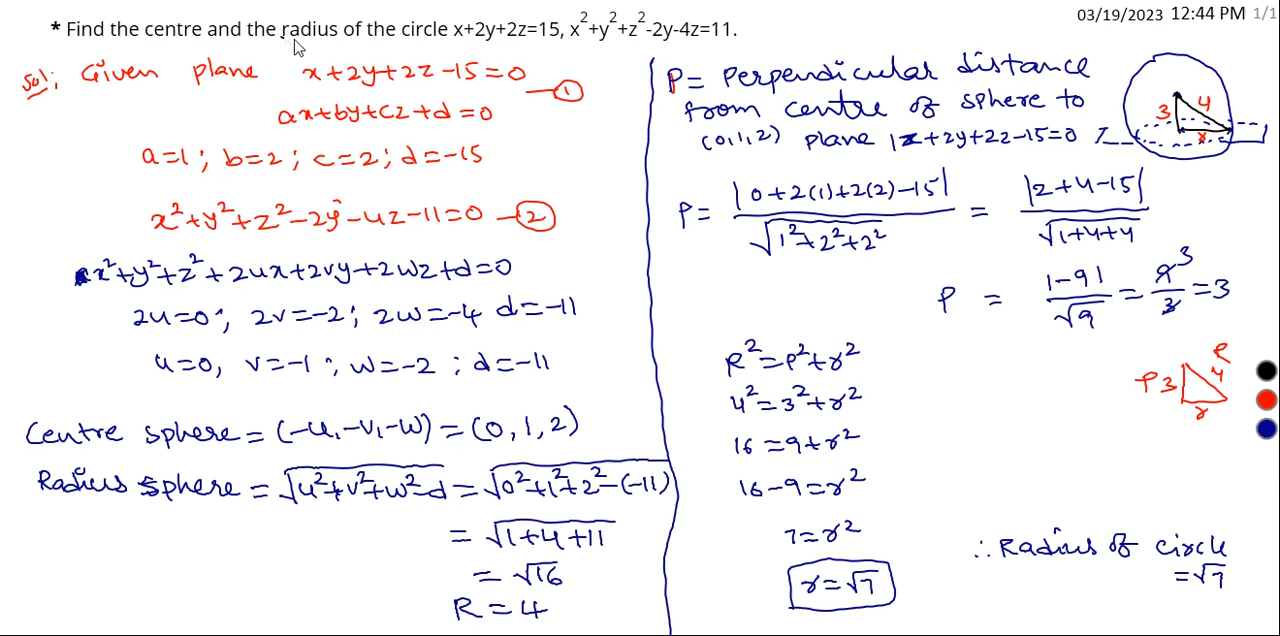 03/19/2023 12:44 PM 1/1
* Find the centre and the radius of the circle x+2y+2z=15, x²+y²+z²-2y-4z=11.
Sol: Given plane x+2y+2z-15=0 —①
ax+by+cz+d=0
a=1; b=2; c=2; d=-15
x²+y²+z²-2y-4z-11=0 —②
x²+y²+z²+2ux+2vy+2wz+d=0
2u=0; 2v=-2; 2w=-4 d=-11
u=0, v=-1; w=-2; d=-11
Centre sphere = (-u,-v,-w) = (0,1,2)
Radius sphere = √u²+v²+w²-d = √0²+1²+2²-(-11)
= √1+4+11
= √16
R=4
P= Perpendicular distance
from centre of sphere to
(0,1,2) plane 1x+2y+2z-15=0
3 4
r
P= |0+2(1)+2(2)-15| / √1²+2²+2² = |2+4-15| / √1+4+4
P = |-9| / √9 = 9/3 = 3
R²=P²+r²
4²=3²+r²
16=9+r²
16-9=r²
7=r²
r=√7
R
P 3 4
r
∴ Radius of circle
=√7